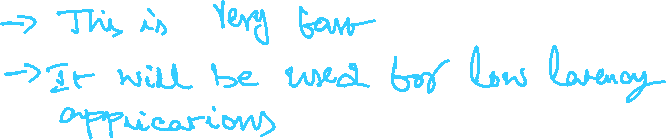 → This is very fast
→ It will be used for low latency
applications